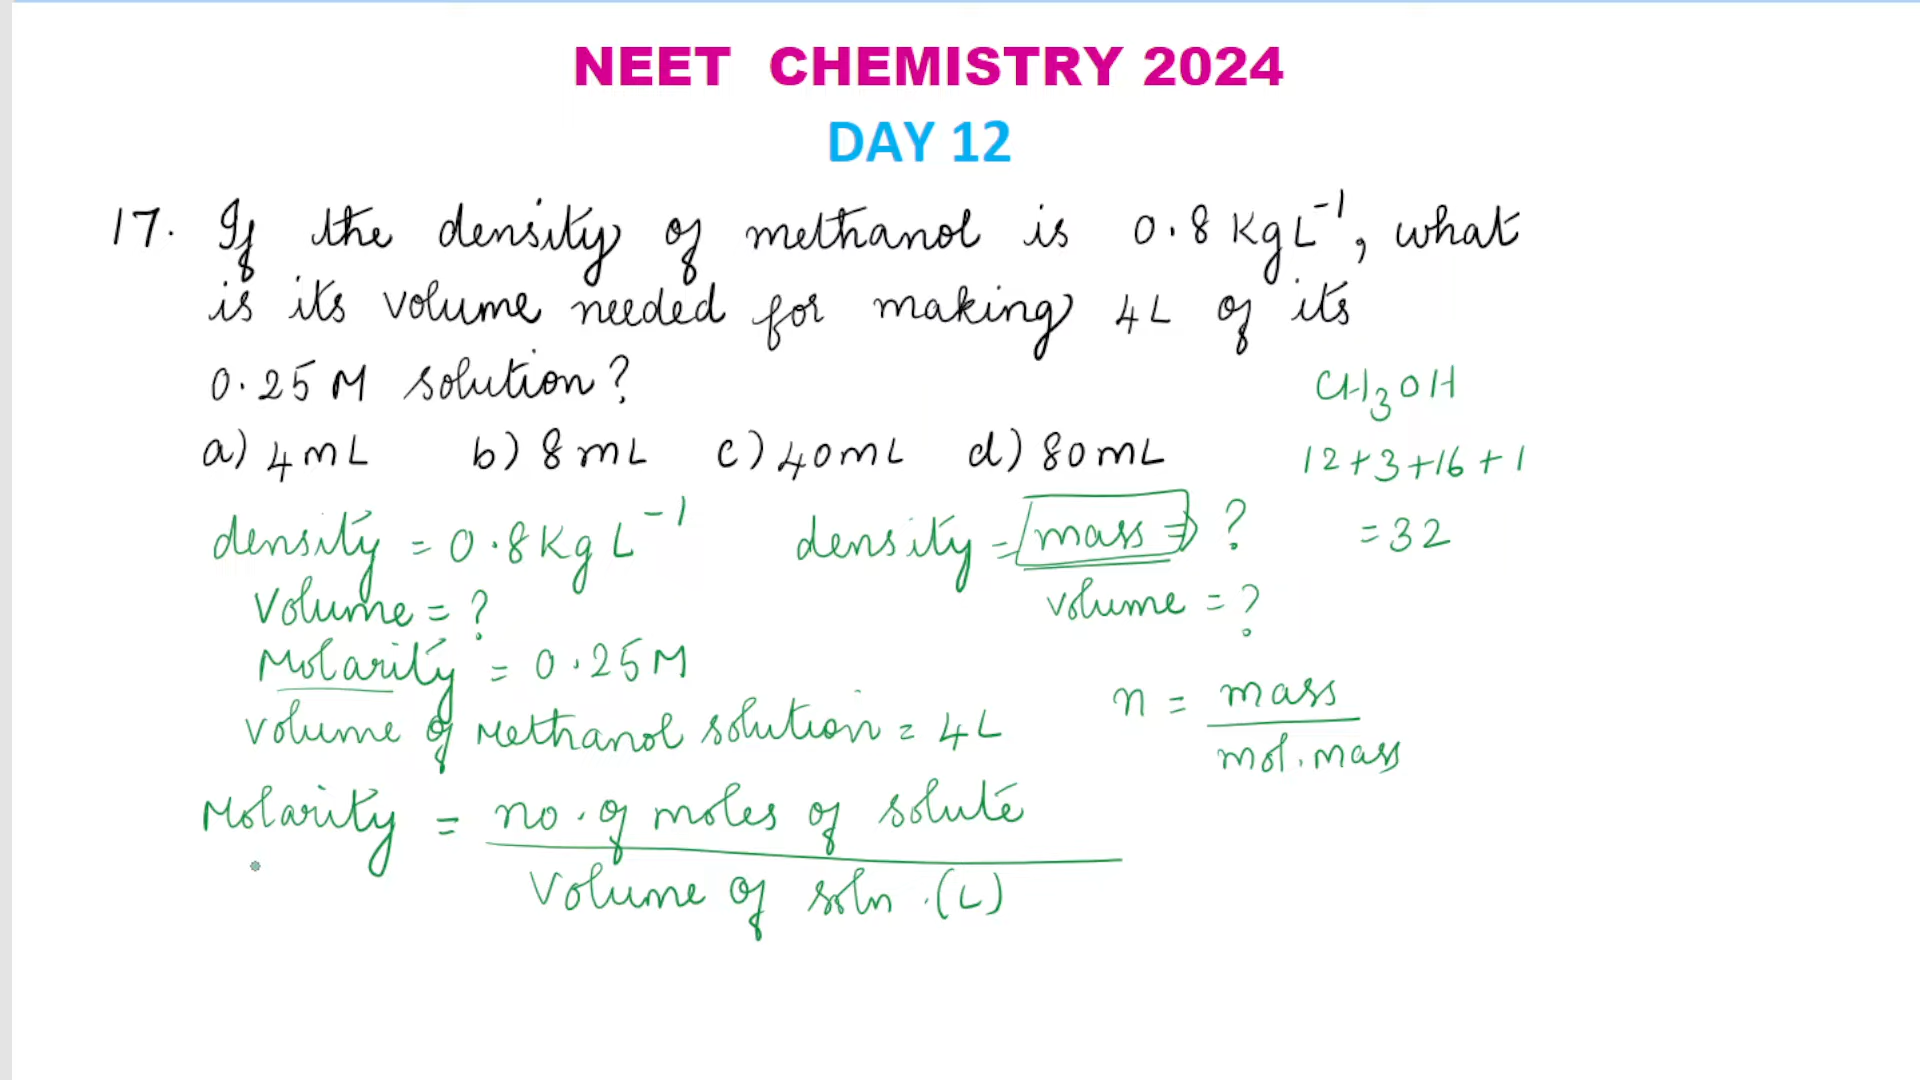 NEET CHEMISTRY 2024
DAY 12
17. If the density of methanol is 0.8 Kg L⁻¹, what
is its volume needed for making 4L of its
0.25 M solution?
a) 4mL b) 8mL c) 40mL d) 80mL
CH₃OH
12+3+16+1
=32
density = 0.8 Kg L⁻¹
Volume = ?
Molarity = 0.25M
volume of Methanol solution = 4L
density = mass => ?
volume = ?
n = mass
mol. mass
Molarity = no. of moles of solute
Volume of soln. (L)